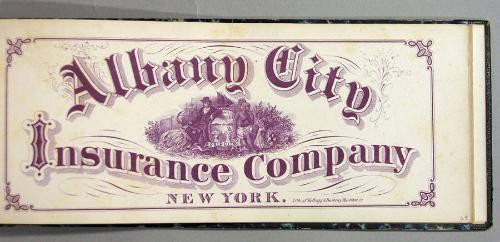 Albany City
Insurance Company
NEW YORK.